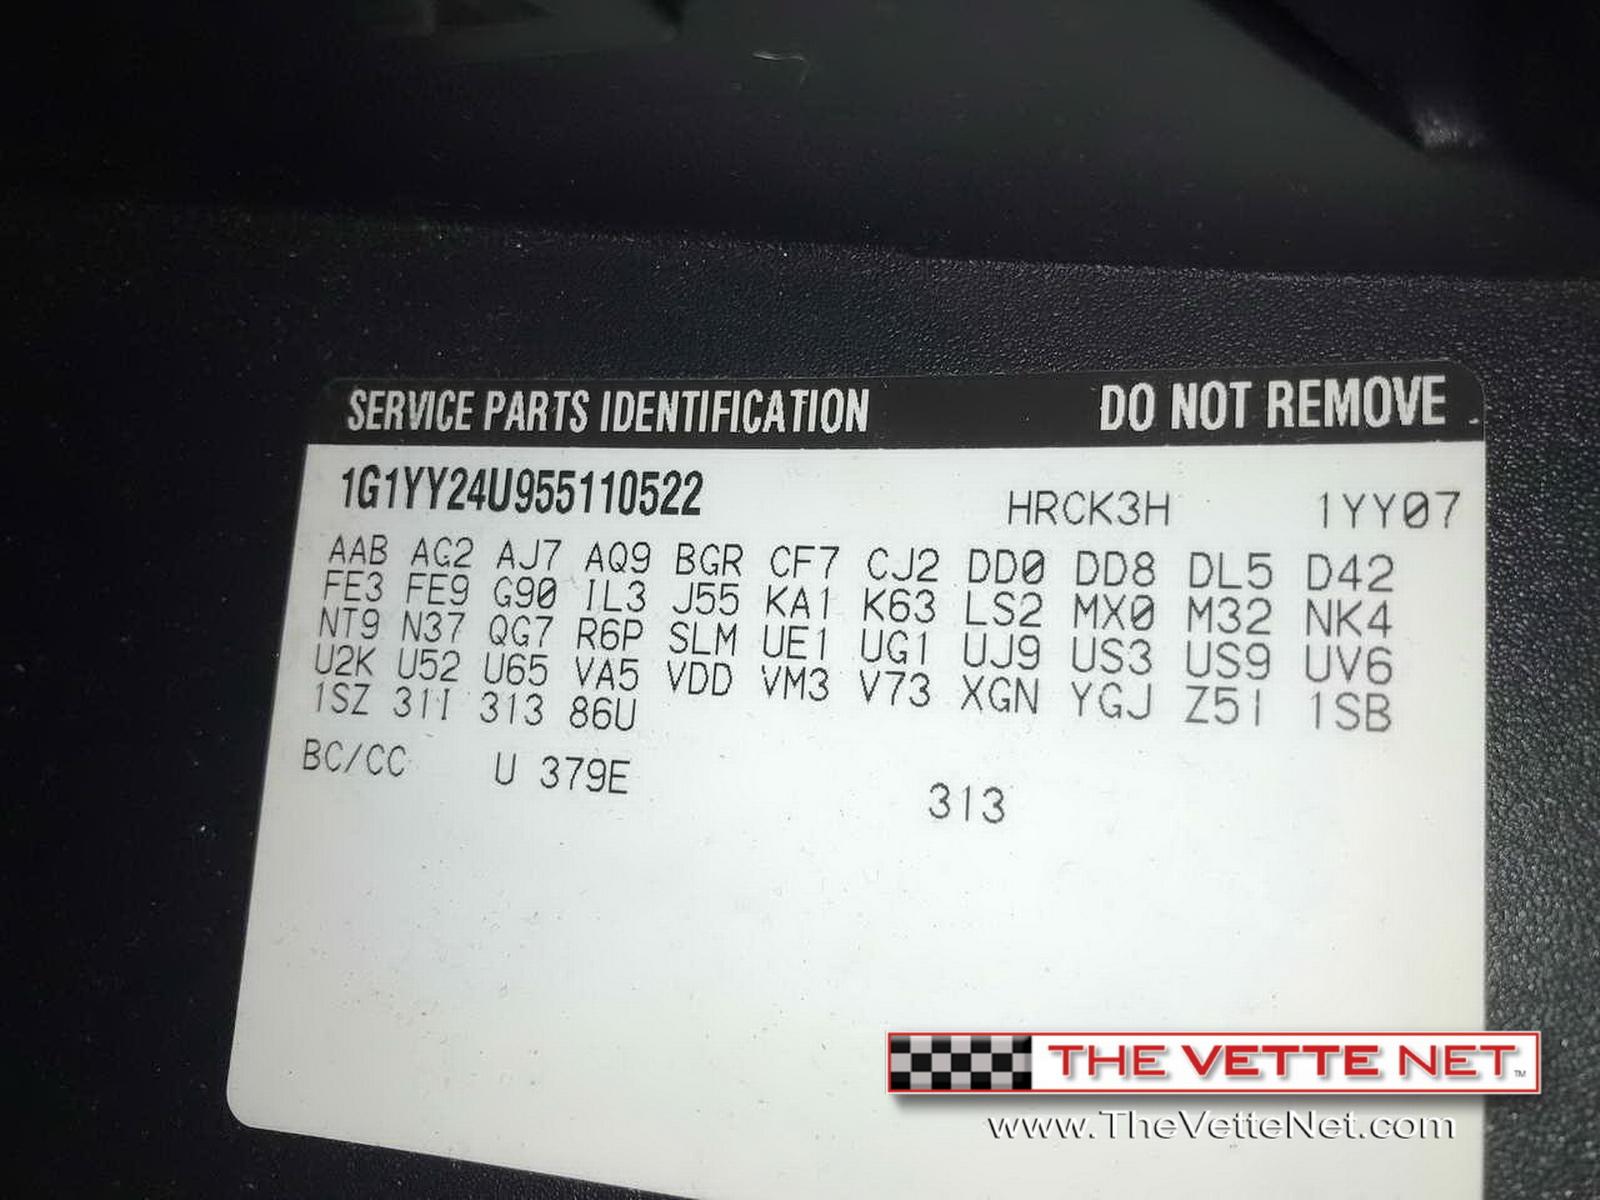 SERVICE PARTS IDENTIFICATION DO NOT REMOVE
1G1YY24U955110522 HRCK3H 1YY07
AAB AG2 AJ7 AQ9 BGR CF7 CJ2 DD0 DD8 DL5 D42
FE3 FE9 G90 IL3 J55 KA1 K63 LS2 MX0 M32 NK4
NT9 N37 QG7 R6P SLM UE1 UG1 UJ9 US3 US9 UV6
U2K U52 U65 VA5 VDD VM3 V73 XGN YGJ Z5I 1SB
1SZ 31I 313 86U
BC/CC U 379E 313
THE VETTE NET ™
www.TheVetteNet.com